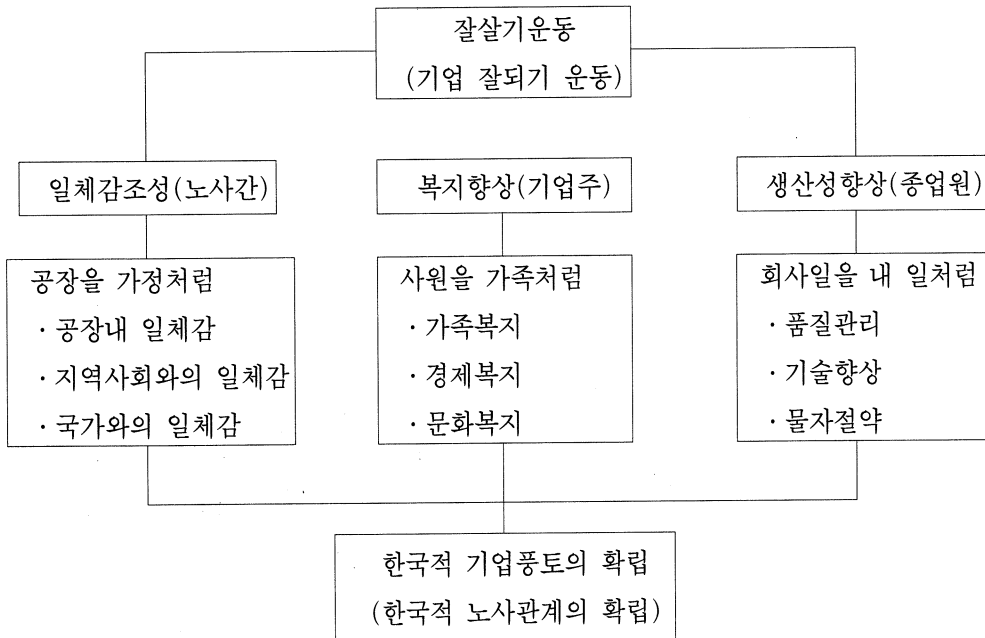 잘살기운동
(기업 잘되기 운동)
일체감조성(노사간)
복지향상(기업주)
생산성향상(종업원)
공장을 가정처럼
· 공장내 일체감
· 지역사회와의 일체감
· 국가와의 일체감
사원을 가족처럼
· 가족복지
· 경제복지
· 문화복지
회사일을 내 일처럼
· 품질관리
· 기술향상
· 물자절약
한국적 기업풍토의 확립
(한국적 노사관계의 확립)